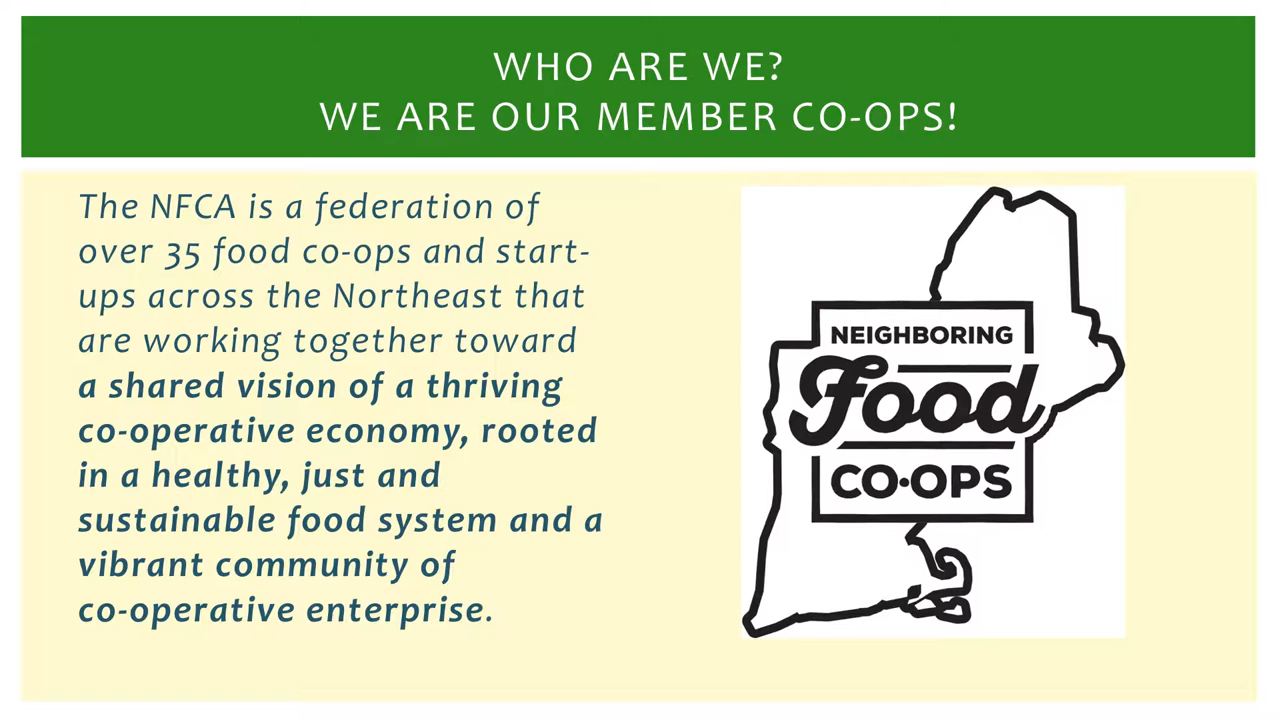 WHO ARE WE?
WE ARE OUR MEMBER CO-OPS!
The NFCA is a federation of
over 35 food co-ops and start-
ups across the Northeast that
are working together toward
a shared vision of a thriving
co-operative economy, rooted
in a healthy, just and
sustainable food system and a
vibrant community of
co-operative enterprise.
NEIGHBORING
Food
CO•OPS